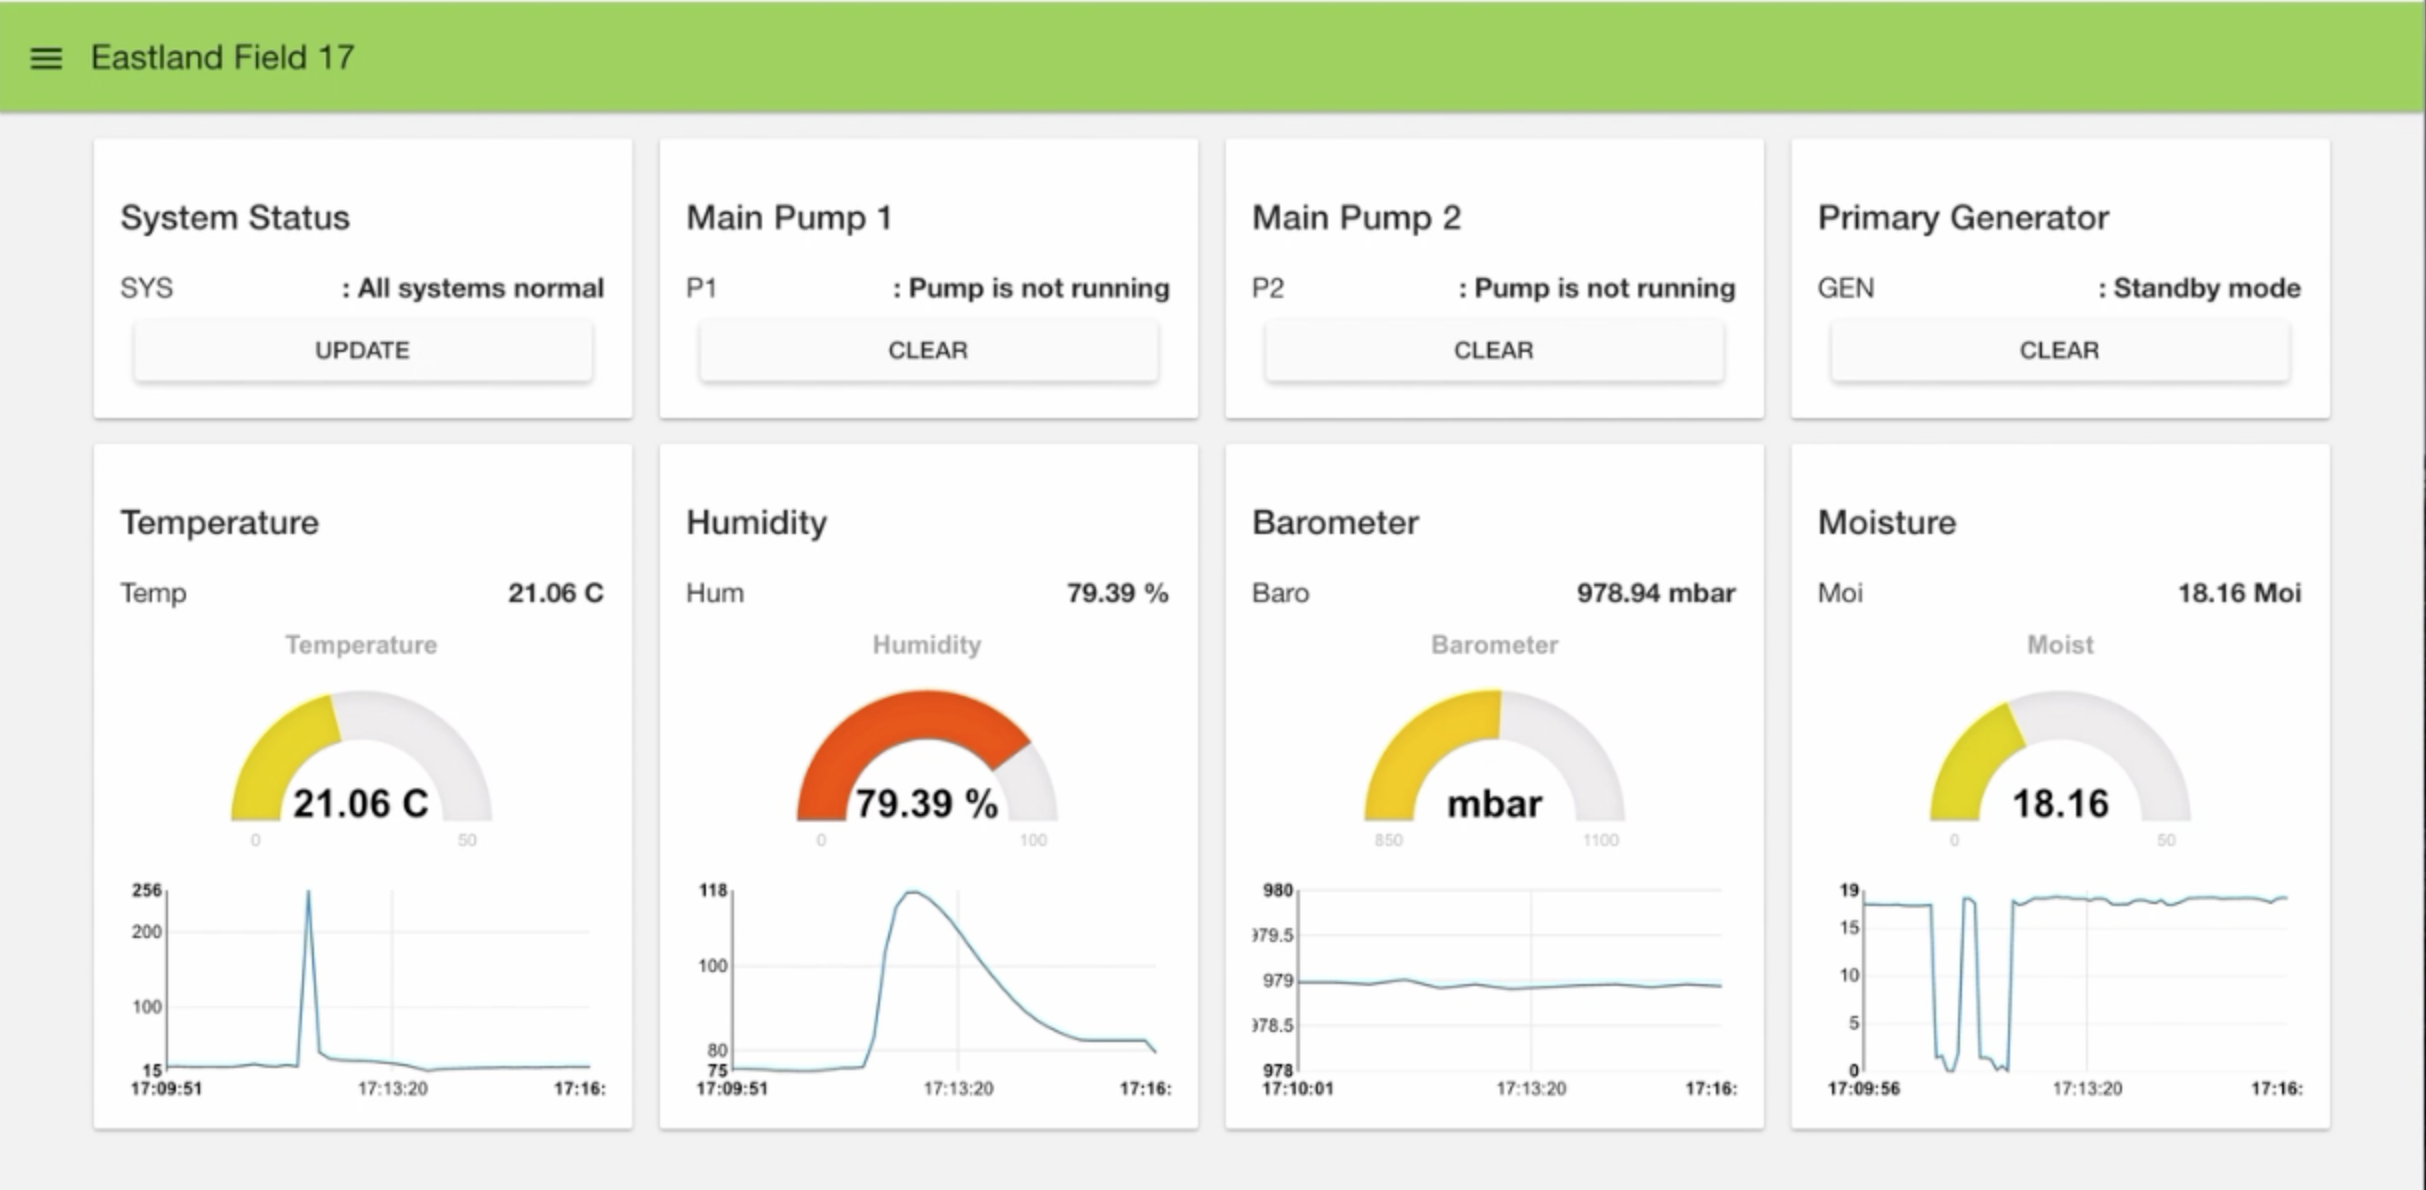 Eastland Field 17
System Status
SYS : All systems normal
UPDATE
Main Pump 1
P1 : Pump is not running
CLEAR
Main Pump 2
P2 : Pump is not running
CLEAR
Primary Generator
GEN : Standby mode
CLEAR
Temperature
Temp 21.06 C
Temperature
21.06 C
0 50
256
200
100
15
17:09:51 17:13:20 17:16:
Humidity
Hum 79.39 %
Humidity
79.39 %
0 100
118
100
80
75
17:09:51 17:13:20 17:16:
Barometer
Baro 978.94 mbar
Barometer
mbar
850 1100
980
979.5
979
978.5
978
17:10:01 17:13:20 17:16:
Moisture
Moi 18.16 Moi
Moist
18.16
0 50
19
15
10
5
0
17:09:56 17:13:20 17:16: